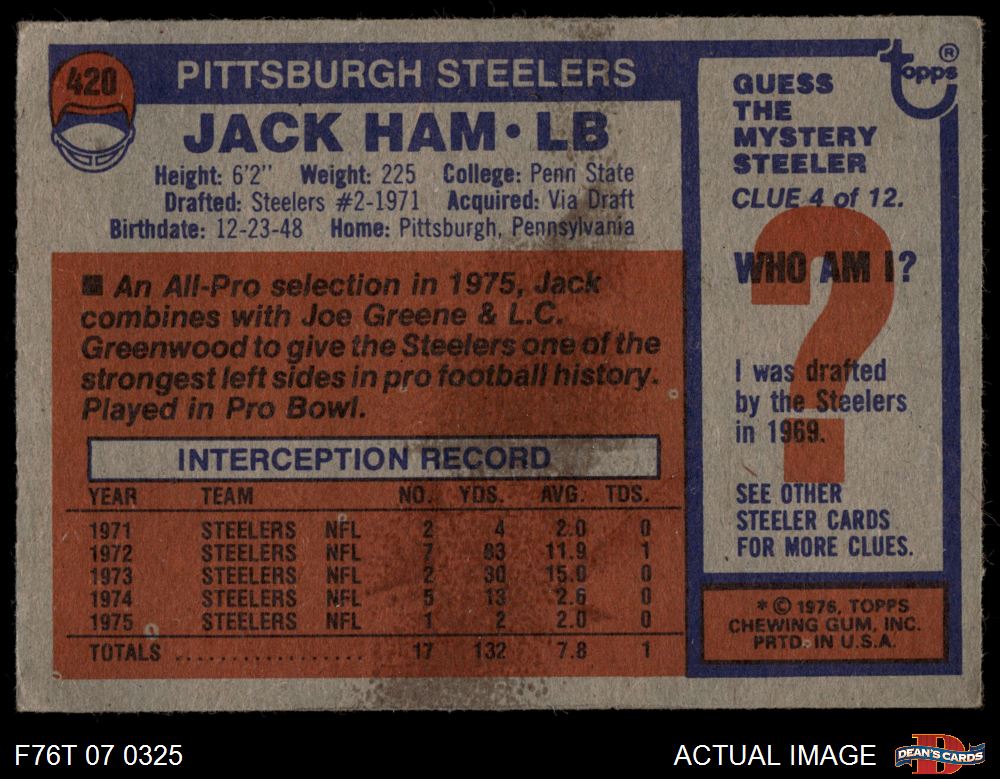 420
PITTSBURGH STEELERS
JACK HAM • LB
Height: 6'2" Weight: 225 College: Penn State
Drafted: Steelers #2-1971 Acquired: Via Draft
Birthdate: 12-23-48 Home: Pittsburgh, Pennsylvania
■ An All-Pro selection in 1975, Jack
combines with Joe Greene & L.C.
Greenwood to give the Steelers one of the
strongest left sides in pro football history.
Played in Pro Bowl.
INTERCEPTION RECORD
YEAR TEAM NO. YDS. AVG. TDS.
1971 STEELERS NFL 2 4 2.0 0
1972 STEELERS NFL 7 83 11.9 1
1973 STEELERS NFL 2 30 15.0 0
1974 STEELERS NFL 5 13 2.6 0
1975 STEELERS NFL 1 2 2.0 0
TOTALS .................. 17 132 7.8 1
topps®
GUESS
THE
MYSTERY
STEELER
CLUE 4 of 12.
?
WHO AM I?
I was drafted
by the Steelers
in 1969.
SEE OTHER
STEELER CARDS
FOR MORE CLUES.
* © 1976, TOPPS
CHEWING GUM, INC.
PRTD. IN U.S.A.
F76T 07 0325
ACTUAL IMAGE
D
DEAN'S CARDS